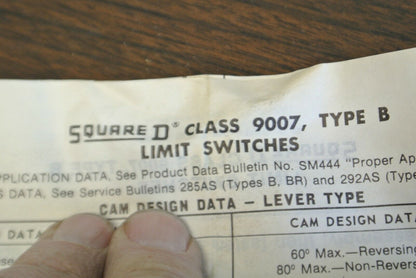 SQUARE D® CLASS 9007, TYPE B
LIMIT SWITCHES
APPLICATION DATA, See Product Data Bulletin No. SM444 "Proper Ap
S DATA, See Service Bulletins 285AS (Types B, BR) and 292AS (Type
CAM DESIGN DATA — LEVER TYPE
DATA
CAM DESIGN DATA
60° Max.—Reversing
80° Max.—Non-Revers